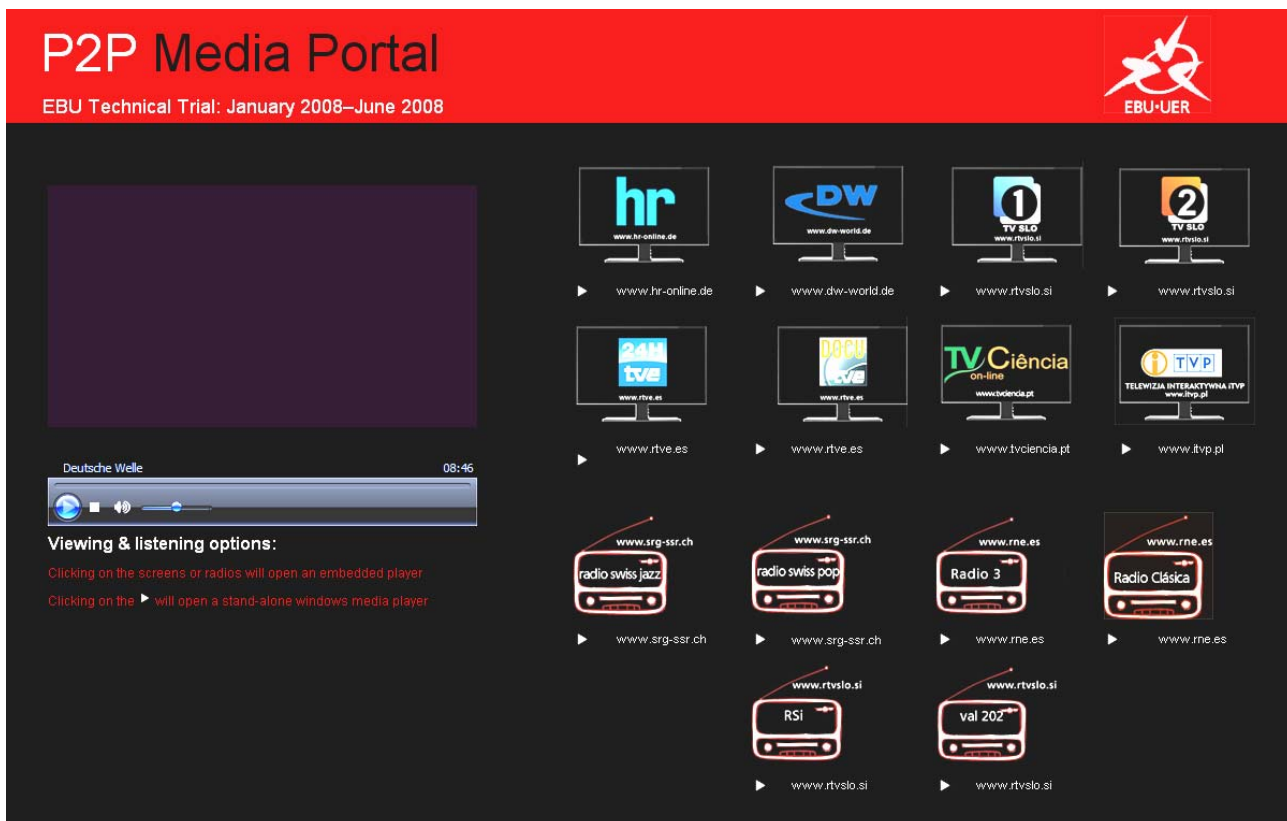 P2P Media Portal
EBU Technical Trial: January 2008–June 2008
EBU·UER
hr
www.hr-online.de
DW
www.dw-world.de
1
TV SLO
www.rtvslo.si
2
TV SLO
www.rtvslo.si
www.hr-online.de
www.dw-world.de
www.rtvslo.si
www.rtvslo.si
24H
tve
www.rtve.es
DOCU
tve
www.rtve.es
TV Ciência
on-line
www.tvciencia.pt
i TVP
TELEWIZJA INTERAKTYWNA iTVP
www.itvp.pl
www.rtve.es
www.rtve.es
www.tvciencia.pt
www.itvp.pl
Deutsche Welle 08:46
Viewing & listening options:
Clicking on the screens or radios will open an embedded player
Clicking on the ▶ will open a stand-alone windows media player
www.srg-ssr.ch
radio swiss jazz
www.srg-ssr.ch
radio swiss pop
www.rne.es
Radio 3
www.rne.es
Radio Clásica
www.srg-ssr.ch
www.srg-ssr.ch
www.rne.es
www.rne.es
www.rtvslo.si
RSi
www.rtvslo.si
val 202
www.rtvslo.si
www.rtvslo.si